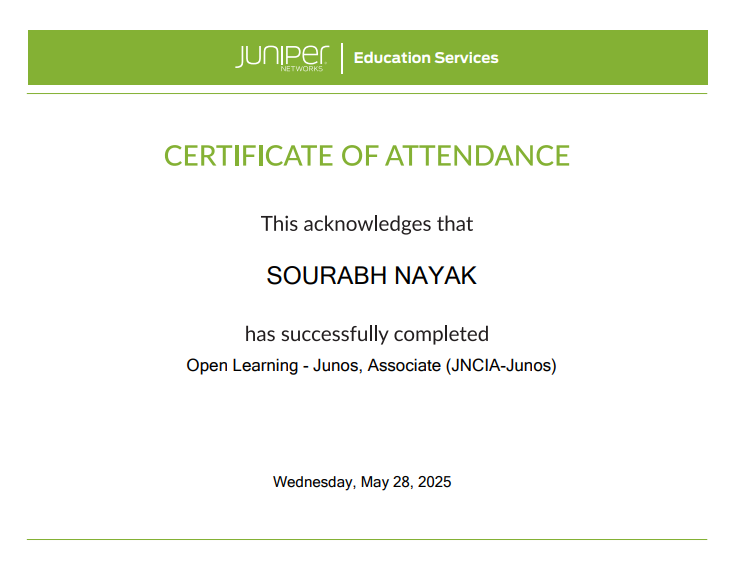 JUNIPER NETWORKS | Education Services
CERTIFICATE OF ATTENDANCE
This acknowledges that
SOURABH NAYAK
has successfully completed
Open Learning - Junos, Associate (JNCIA-Junos)
Wednesday, May 28, 2025